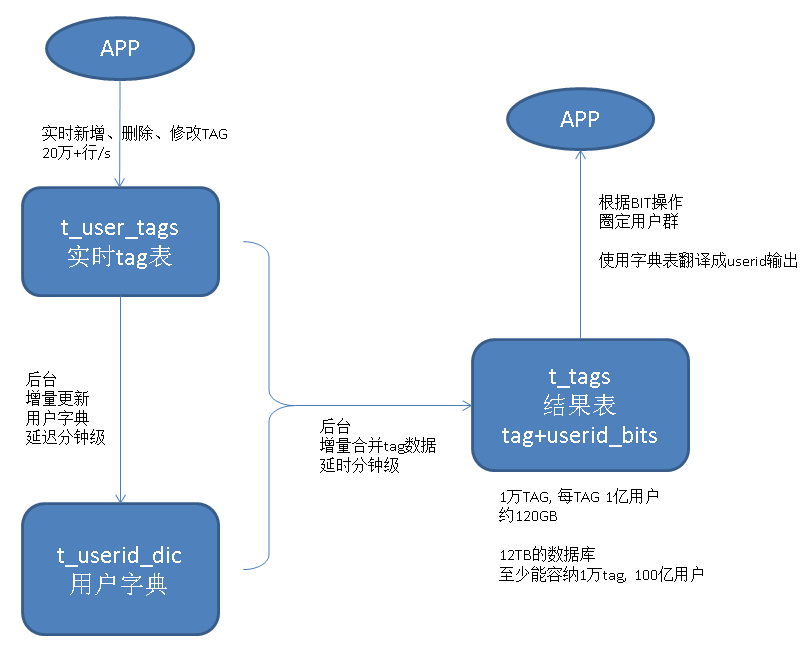 APP
实时新增、删除、修改TAG
20万+行/s
t_user_tags
实时tag表
后台
增量更新
用户字典
延迟分钟级
t_userid_dic
用户字典
后台
增量合并tag数据
延时分钟级
APP
根据BIT操作
圈定用户群
使用字典表翻译成userid输出
t_tags
结果表
tag+userid_bits
1万TAG, 每TAG 1亿用户
约120GB
12TB的数据库
至少能容纳1万tag, 100亿用户